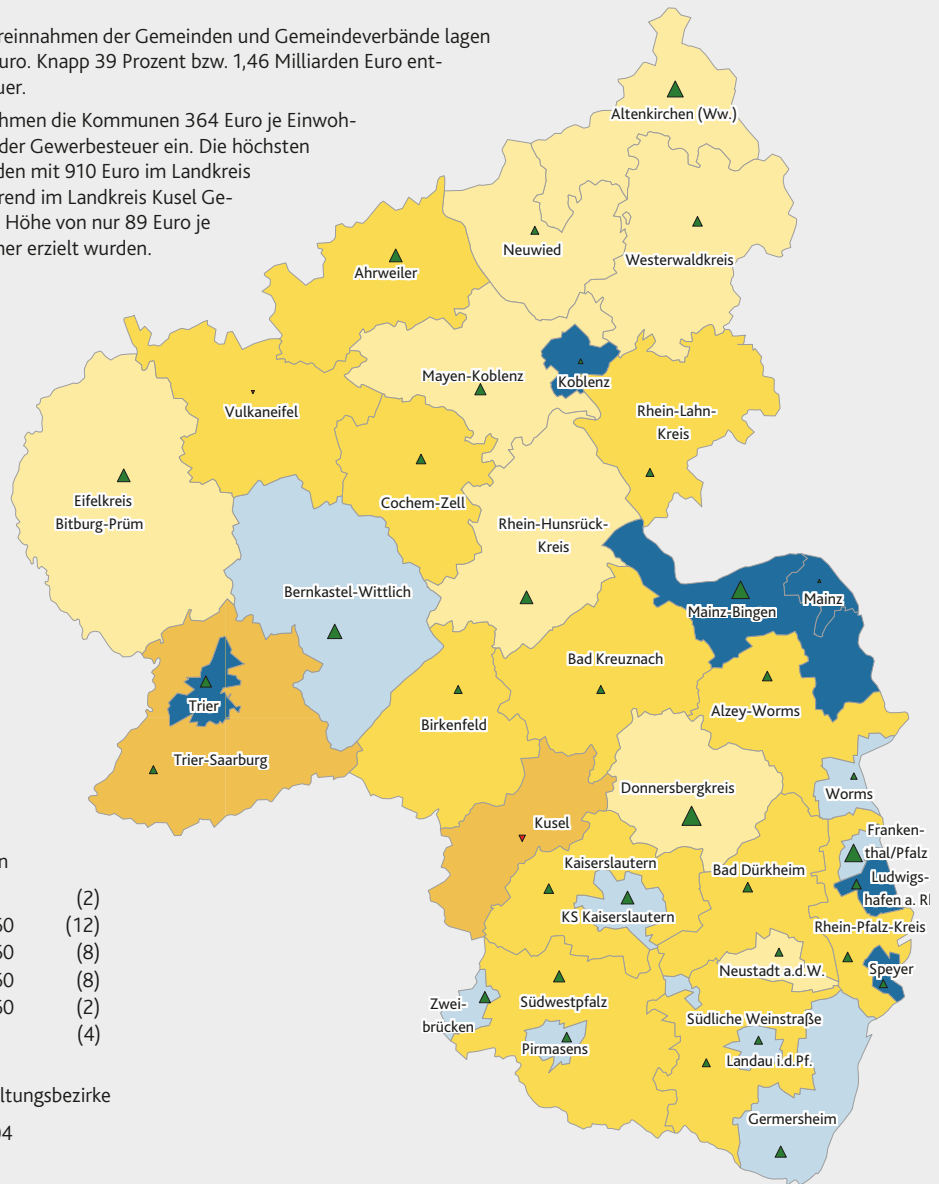 reinnahmen der Gemeinden und Gemeindeverbände lagen
uro. Knapp 39 Prozent bzw. 1,46 Milliarden Euro ent-
uer.
hmen die Kommunen 364 Euro je Einwoh-
der Gewerbesteuer ein. Die höchsten
den mit 910 Euro im Landkreis
rend im Landkreis Kusel Ge-
Höhe von nur 89 Euro je
ner erzielt wurden.
Altenkirchen (Ww.)
Neuwied
Westerwaldkreis
Ahrweiler
Mayen-Koblenz
Koblenz
Vulkaneifel
Rhein-Lahn-
Kreis
Cochem-Zell
Eifelkreis
Bitburg-Prüm
Rhein-Hunsrück-
Kreis
Bernkastel-Wittlich
Mainz-Bingen
Mainz
Bad Kreuznach
Trier
Birkenfeld
Alzey-Worms
Trier-Saarburg
Donnersbergkreis
Worms
Kusel
Franken-
thal/Pfalz
Kaiserslautern
Bad Dürkheim
Ludwigs-
hafen a. R
KS Kaiserslautern
Rhein-Pfalz-Kreis
Neustadt a.d.W.
Speyer
Zwei-
brücken
Südwestpfalz
Südliche Weinstraße
Pirmasens
Landau i.d.Pf.
Germersheim
n
(2)
50 (12)
50 (8)
50 (8)
50 (2)
(4)
ltungsbezirke
04